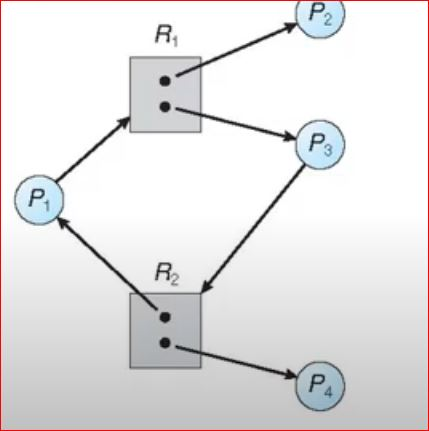 P₂
R₁
P₃
P₁
R₂
P₄